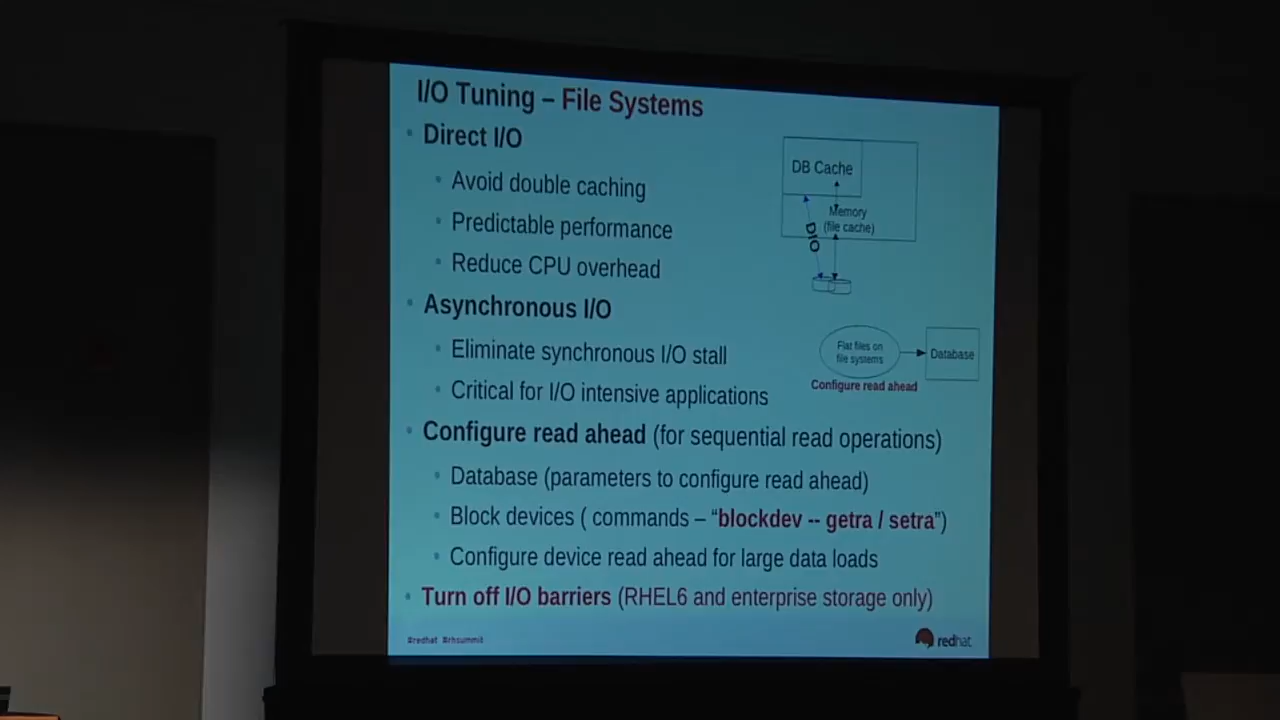 I/O Tuning – File Systems
Direct I/O
Avoid double caching
Predictable performance
Reduce CPU overhead
Asynchronous I/O
Eliminate synchronous I/O stall
Critical for I/O intensive applications
Configure read ahead (for sequential read operations)
Database (parameters to configure read ahead)
Block devices ( commands – “blockdev -- getra / setra”)
Configure device read ahead for large data loads
Turn off I/O barriers (RHEL6 and enterprise storage only)
DB Cache
Memory
(file cache)
DIO
Flat files on
file systems
Database
Configure read ahead
#redhat #rhsummit
redhat